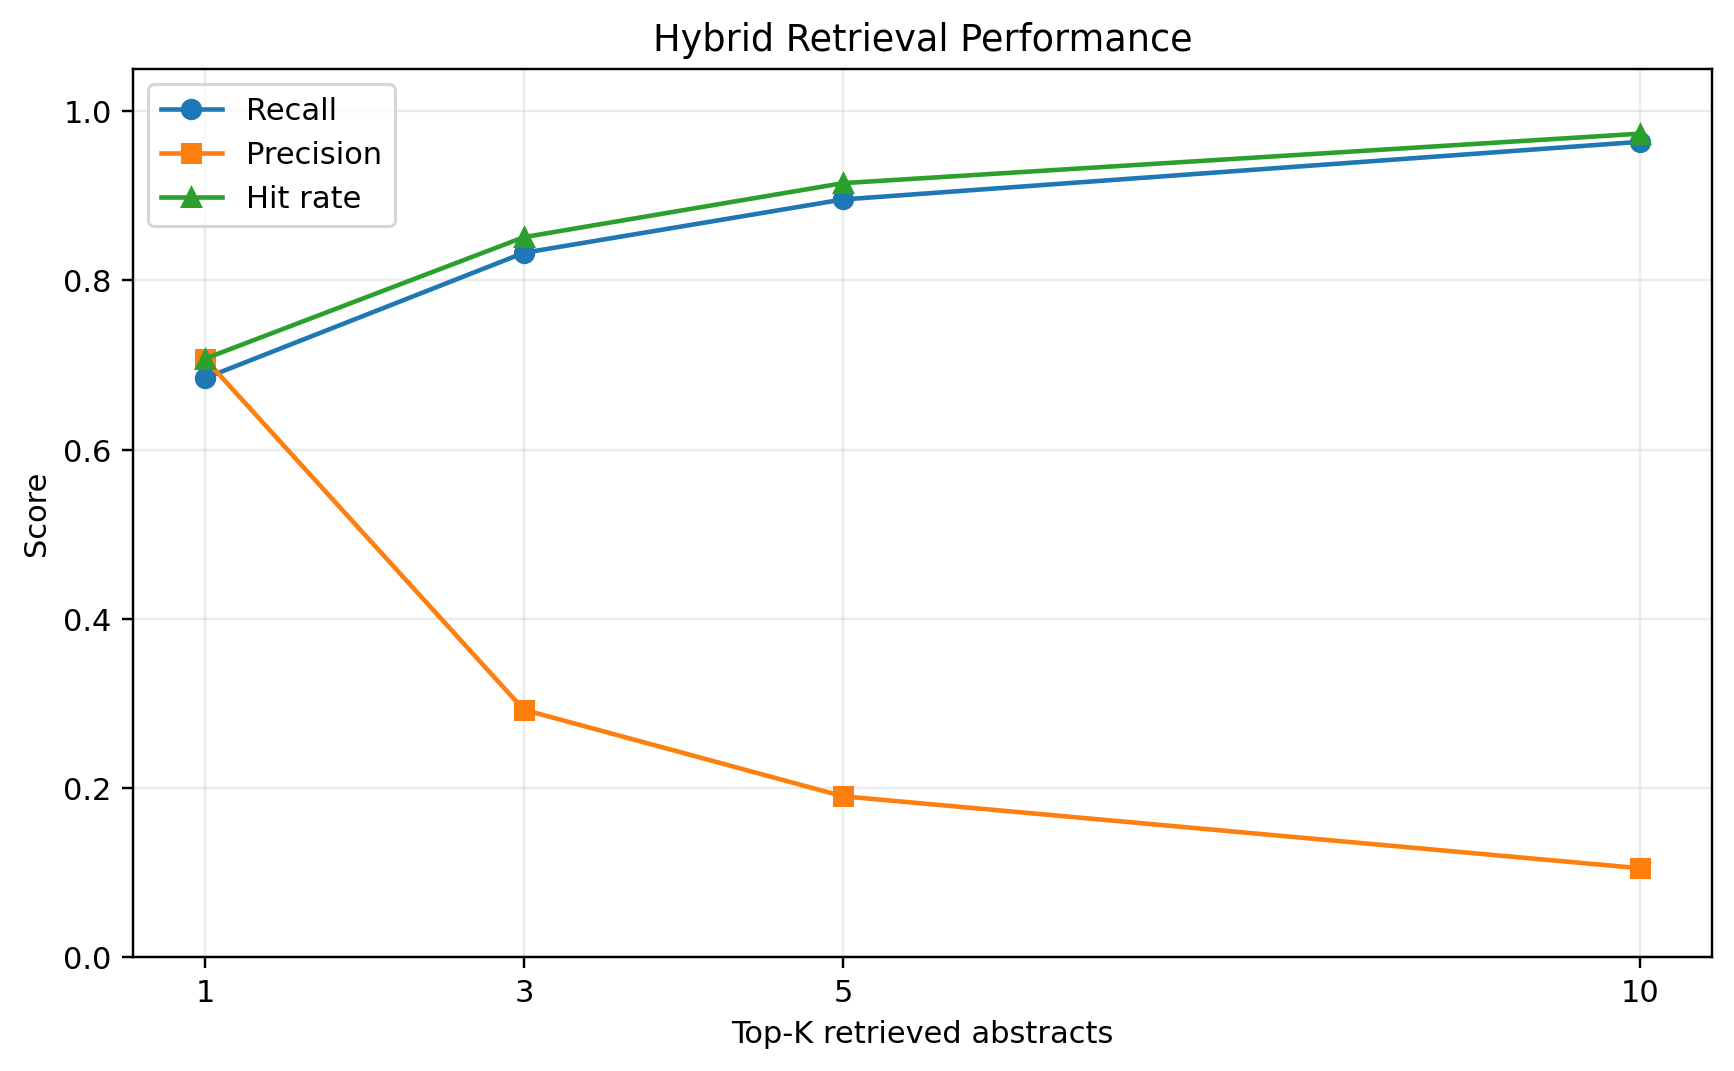 Hybrid Retrieval Performance
Recall
Precision
Hit rate
1.0
0.8
0.6
0.4
0.2
0.0
Score
1 3 5 10
Top-K retrieved abstracts